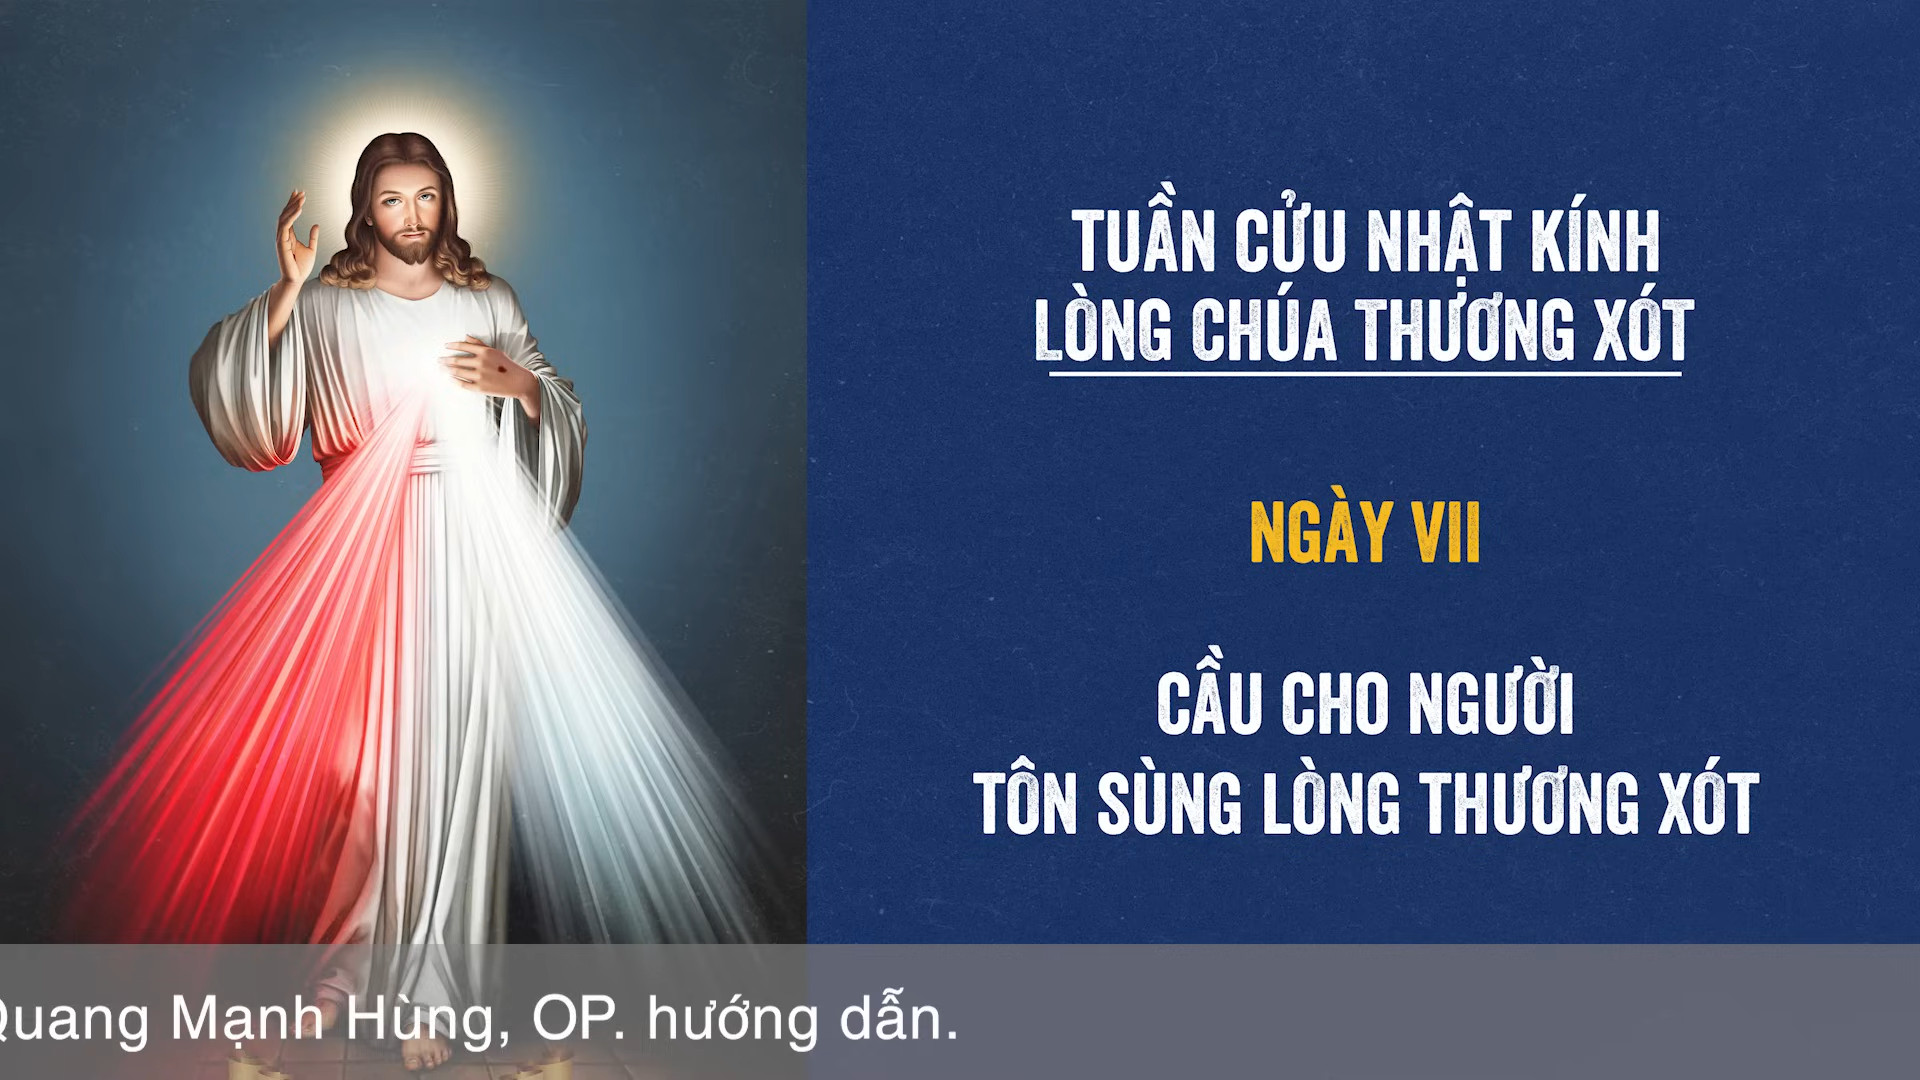 TUẦN CỬU NHẬT KÍNH
LÒNG CHÚA THƯƠNG XÓT
NGÀY VII
CẦU CHO NGƯỜI
TÔN SÙNG LÒNG THƯƠNG XÓT
Quang Mạnh Hùng, OP. hướng dẫn.